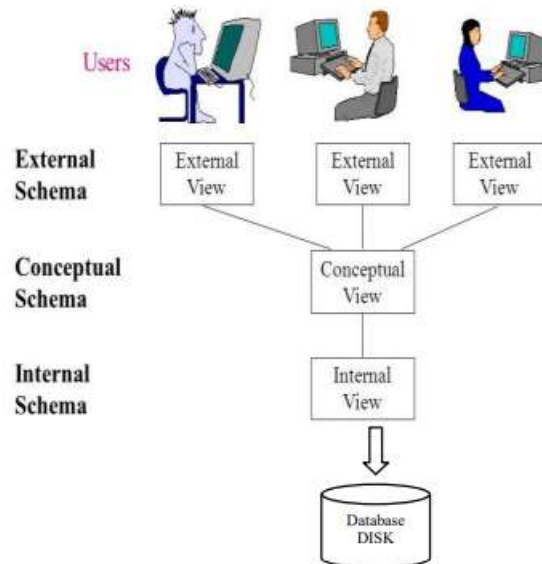 Users
External
Schema
External
View
External
View
External
View
Conceptual
Schema
Conceptual
View
Internal
Schema
Internal
View
Database
DISK